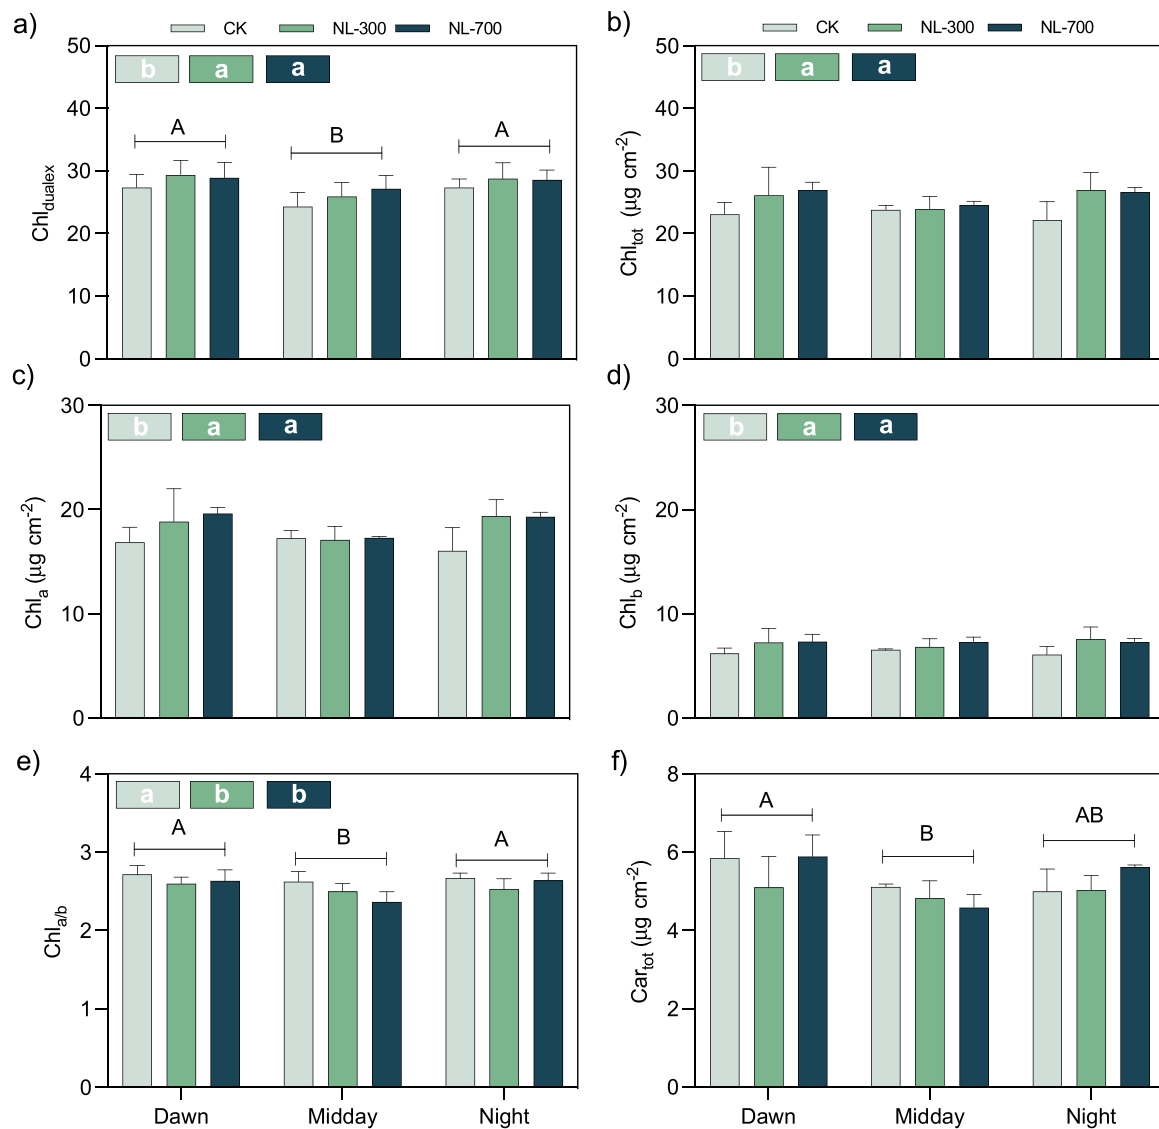 a)
CK NL-300 NL-700
50
40
30
20
10
0
Chldualex
b a a
A B A
b)
CK NL-300 NL-700
50
40
30
20
10
0
Chltot (µg cm-2)
b a a
c)
30
20
10
0
Chla (µg cm-2)
b a a
d)
30
20
10
0
Chlb (µg cm-2)
b a a
e)
4
3
2
1
0
Chla/b
a b b
A B A
Dawn Midday Night
f)
8
6
4
2
0
Cartot (µg cm-2)
A B AB
Dawn Midday Night